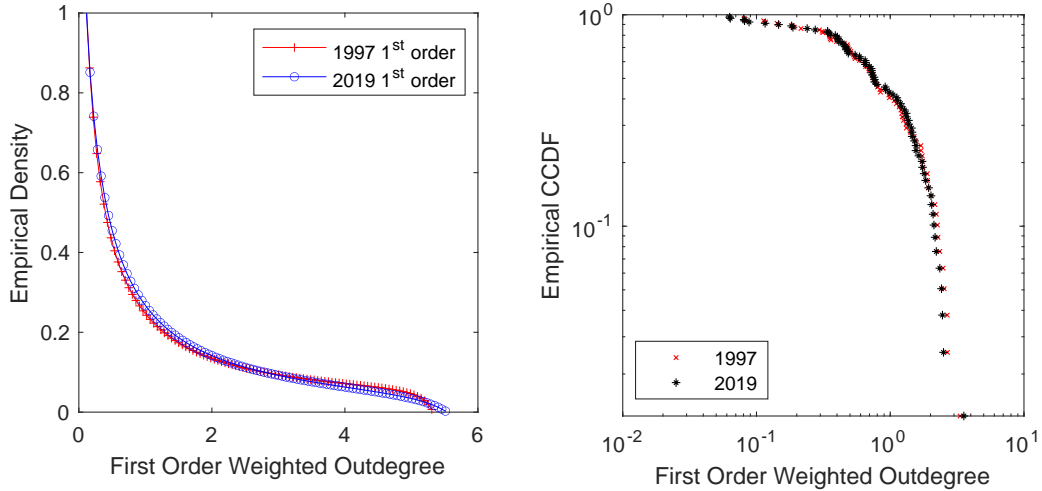 1
0.8
0.6
0.4
0.2
0
0 2 4 6
Empirical Density
First Order Weighted Outdegree
1997 1st order
2019 1st order
10^0
10^-1
10^-2 10^-1 10^0 10^1
Empirical CCDF
First Order Weighted Outdegree
1997
2019